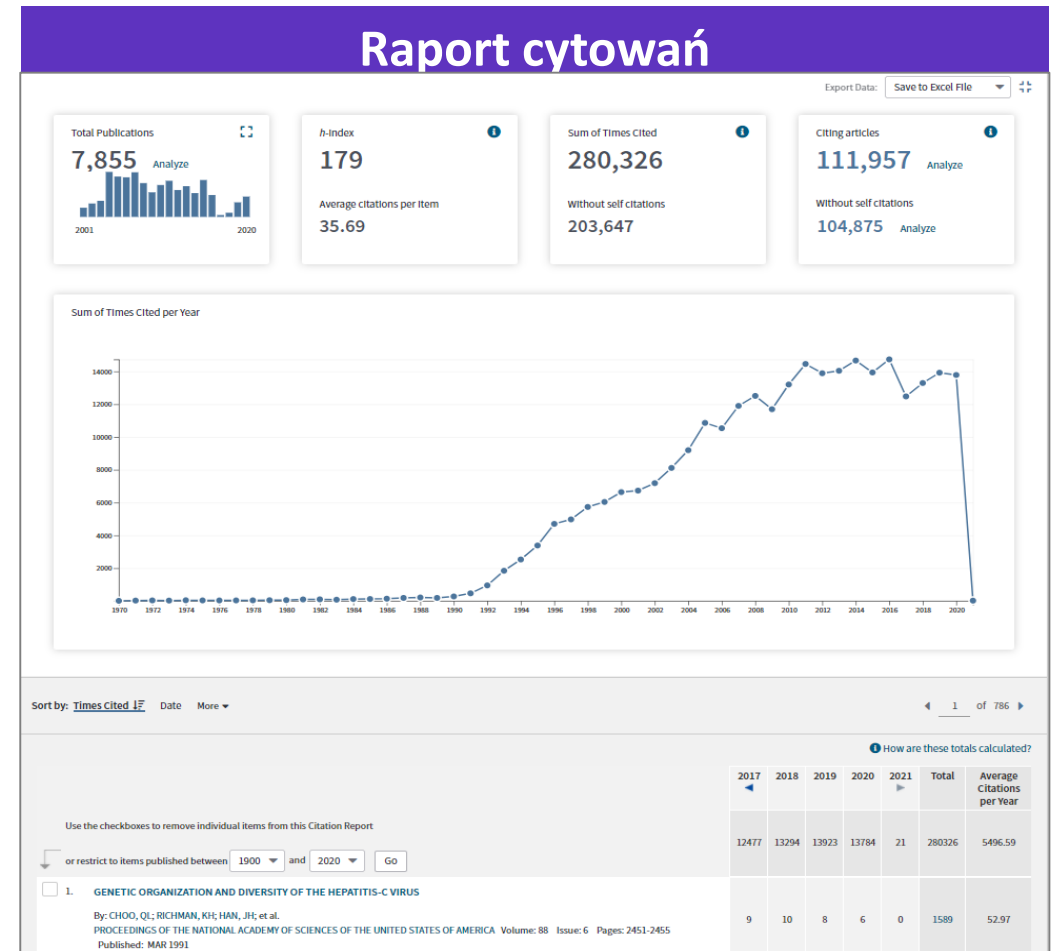 Raport cytowań
Export Data: Save to Excel File
Total Publications
7,855 Analyze
2001 2020
h-Index
179
Average citations per item
35.69
Sum of Times Cited
280,326
Without self citations
203,647
Citing articles
111,957 Analyze
Without self citations
104,875 Analyze
Sum of Times Cited per Year
14000
12000
10000
8000
6000
4000
2000
1970 1972 1974 1976 1978 1980 1982 1984 1986 1988 1990 1992 1994 1996 1998 2000 2002 2004 2006 2008 2010 2012 2014 2016 2018 2020
Sort by: Times Cited Date More
1 of 786
How are these totals calculated?
2017 2018 2019 2020 2021 Total Average Citations per Year
Use the checkboxes to remove individual items from this Citation Report
or restrict to items published between 1900 and 2020 Go
12477 13294 13923 13784 21 280326 5496.59
1. GENETIC ORGANIZATION AND DIVERSITY OF THE HEPATITIS-C VIRUS
By: CHOO, QL; RICHMAN, KH; HAN, JH; et al.
PROCEEDINGS OF THE NATIONAL ACADEMY OF SCIENCES OF THE UNITED STATES OF AMERICA Volume: 88 Issue: 6 Pages: 2451-2455
Published: MAR 1991
9 10 8 6 0 1589 52.97